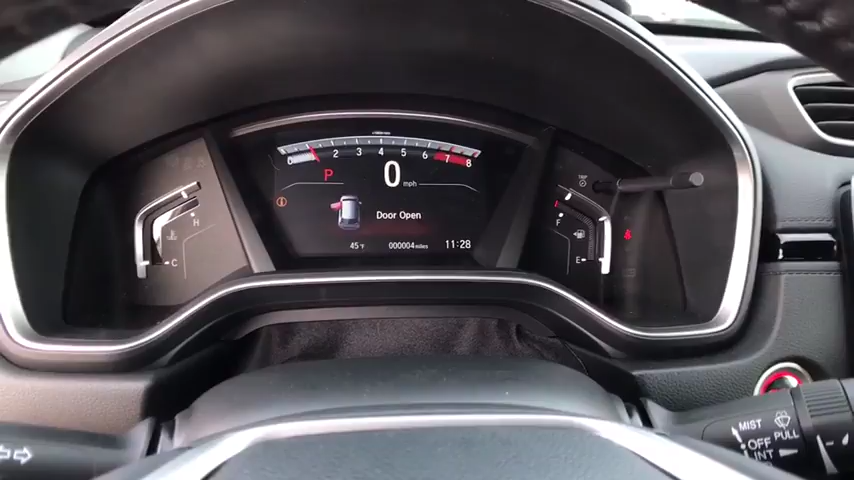 2 3 4 5 6 7 8
P 0 mph
TRIP
H
F
Door Open
C
E
45°F 000004 miles 11:28
MIST
OFF PULL
INT